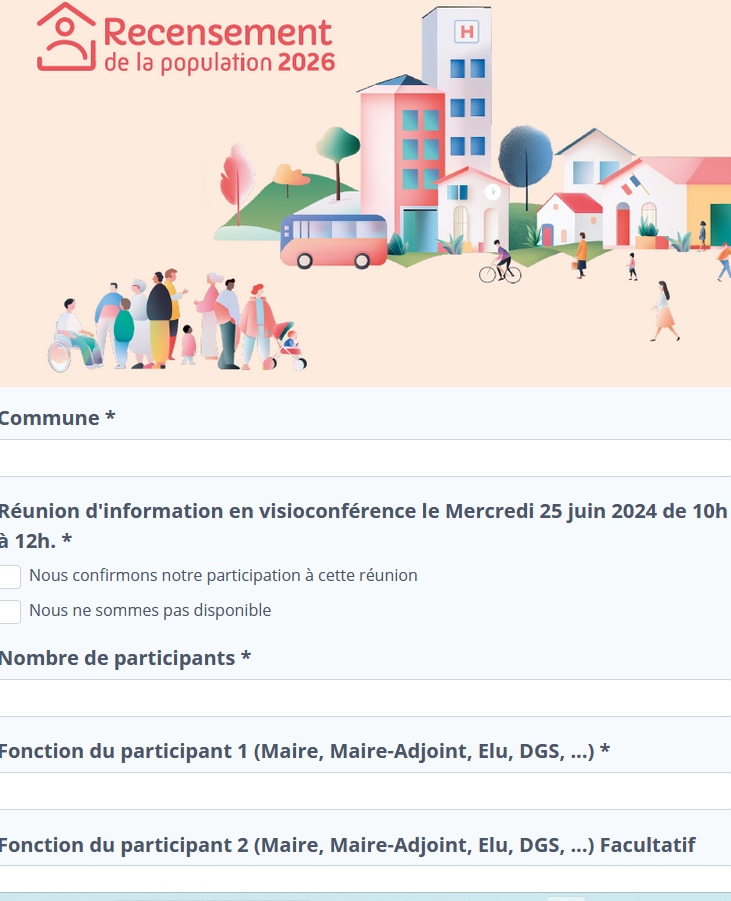 Recensement
de la population 2026
H
Commune *
Réunion d'information en visioconférence le Mercredi 25 juin 2024 de 10h
à 12h. *
Nous confirmons notre participation à cette réunion
Nous ne sommes pas disponible
Nombre de participants *
Fonction du participant 1 (Maire, Maire-Adjoint, Elu, DGS, ...) *
Fonction du participant 2 (Maire, Maire-Adjoint, Elu, DGS, ...) Facultatif